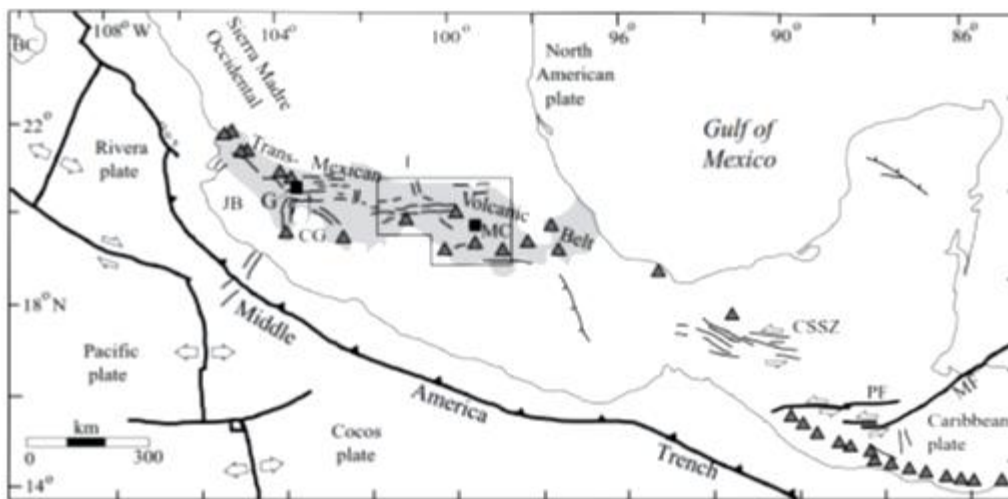 108° W
104
100°
96
90°
86
BC
Sierra Madre
Occidental
North
American
plate
Gulf of
Mexico
22°
Rivera
plate
Trans-
Mexican
Volcanic
Belt
G
JB
CG
MC
18°N
CSSZ
Middle
America
Trench
Pacific
plate
Cocos
plate
PF
MF
Caribbean
plate
km
0 300
14°